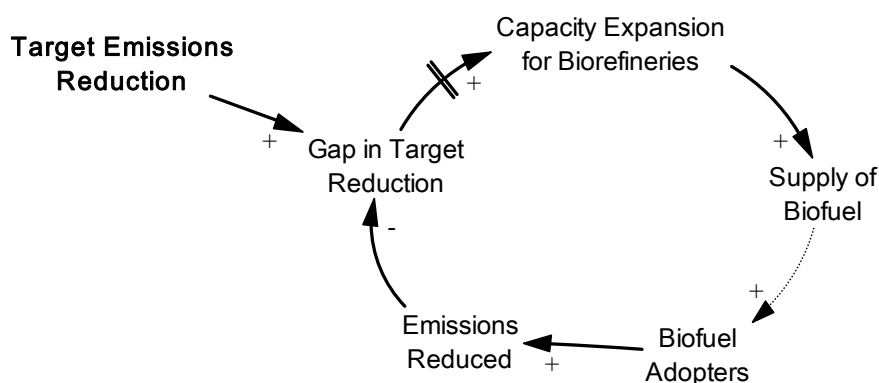 Target Emissions
Reduction
+
Gap in Target
Reduction
+
Capacity Expansion
for Biorefineries
+
Supply of
Biofuel
+
Biofuel
Adopters
+
Emissions
Reduced
-